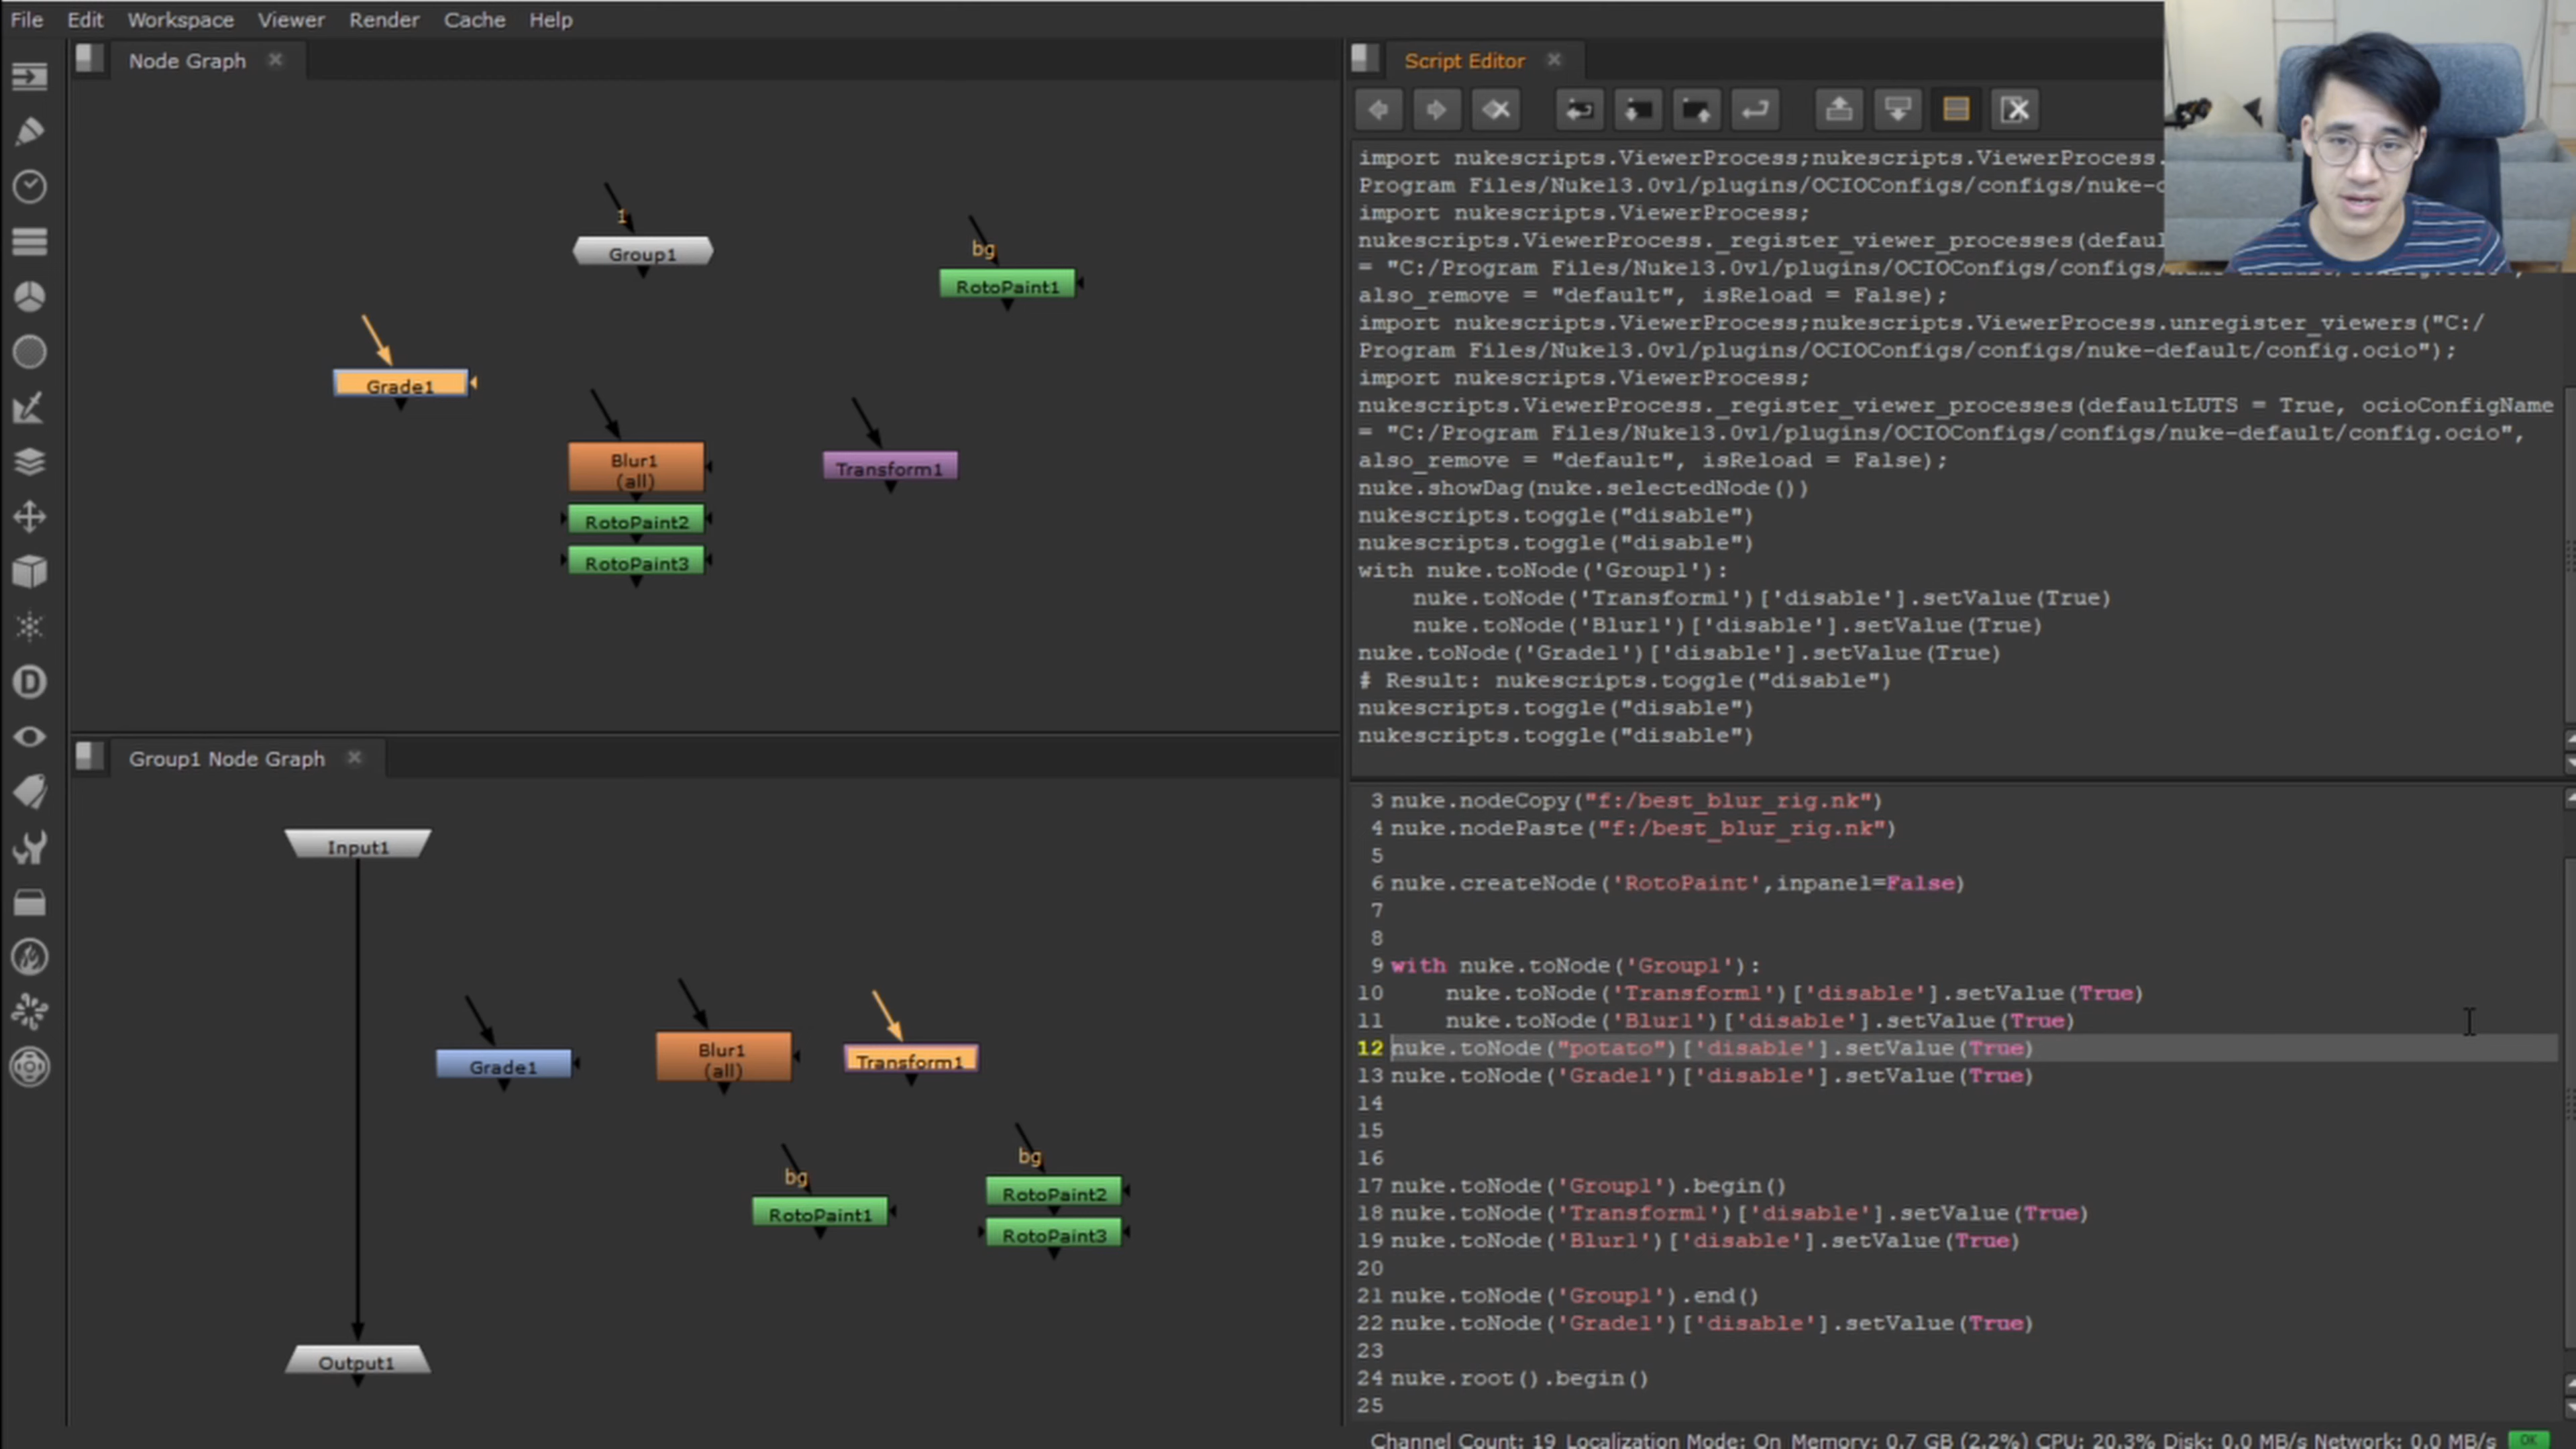 File Edit Workspace Viewer Render Cache Help
Node Graph
1
Group1
bg
RotoPaint1
Grade1
Blur1
(all)
Transform1
RotoPaint2
RotoPaint3
Group1 Node Graph
Input1
Grade1
Blur1
(all)
Transform1
bg
RotoPaint1
bg
RotoPaint2
RotoPaint3
Output1
Script Editor
import nukescripts.ViewerProcess;nukescripts.ViewerProcess.
Program Files/Nuke13.0v1/plugins/OCIOConfigs/configs/nuke-
import nukescripts.ViewerProcess;
nukescripts.ViewerProcess._register_viewer_processes(defaul
= "C:/Program Files/Nuke13.0v1/plugins/OCIOConfigs/configs/
also_remove = "default", isReload = False);
import nukescripts.ViewerProcess;nukescripts.ViewerProcess.unregister_viewers("C:/
Program Files/Nuke13.0v1/plugins/OCIOConfigs/configs/nuke-default/config.ocio");
import nukescripts.ViewerProcess;
nukescripts.ViewerProcess._register_viewer_processes(defaultLUTS = True, ocioConfigName
= "C:/Program Files/Nuke13.0v1/plugins/OCIOConfigs/configs/nuke-default/config.ocio",
also_remove = "default", isReload = False);
nuke.showDag(nuke.selectedNode())
nukescripts.toggle("disable")
nukescripts.toggle("disable")
with nuke.toNode('Group1'):
nuke.toNode('Transform1')['disable'].setValue(True)
nuke.toNode('Blur1')['disable'].setValue(True)
nuke.toNode('Grade1')['disable'].setValue(True)
# Result: nukescripts.toggle("disable")
nukescripts.toggle("disable")
nukescripts.toggle("disable")
3 nuke.nodeCopy("f:/best_blur_rig.nk")
4 nuke.nodePaste("f:/best_blur_rig.nk")
5
6 nuke.createNode('RotoPaint',inpanel=False)
7
8
9 with nuke.toNode('Group1'):
10 nuke.toNode('Transform1')['disable'].setValue(True)
11 nuke.toNode('Blur1')['disable'].setValue(True)
12 nuke.toNode("potato")['disable'].setValue(True)
13 nuke.toNode('Grade1')['disable'].setValue(True)
14
15
16
17 nuke.toNode('Group1').begin()
18 nuke.toNode('Transform1')['disable'].setValue(True)
19 nuke.toNode('Blur1')['disable'].setValue(True)
20
21 nuke.toNode('Group1').end()
22 nuke.toNode('Grade1')['disable'].setValue(True)
23
24 nuke.root().begin()
25
Channel Count: 19 Localization Mode: On Memory: 0.7 GB (2.2%) CPU: 20.3% Disk: 0.0 MB/s Network: 0.0 MB/s OK